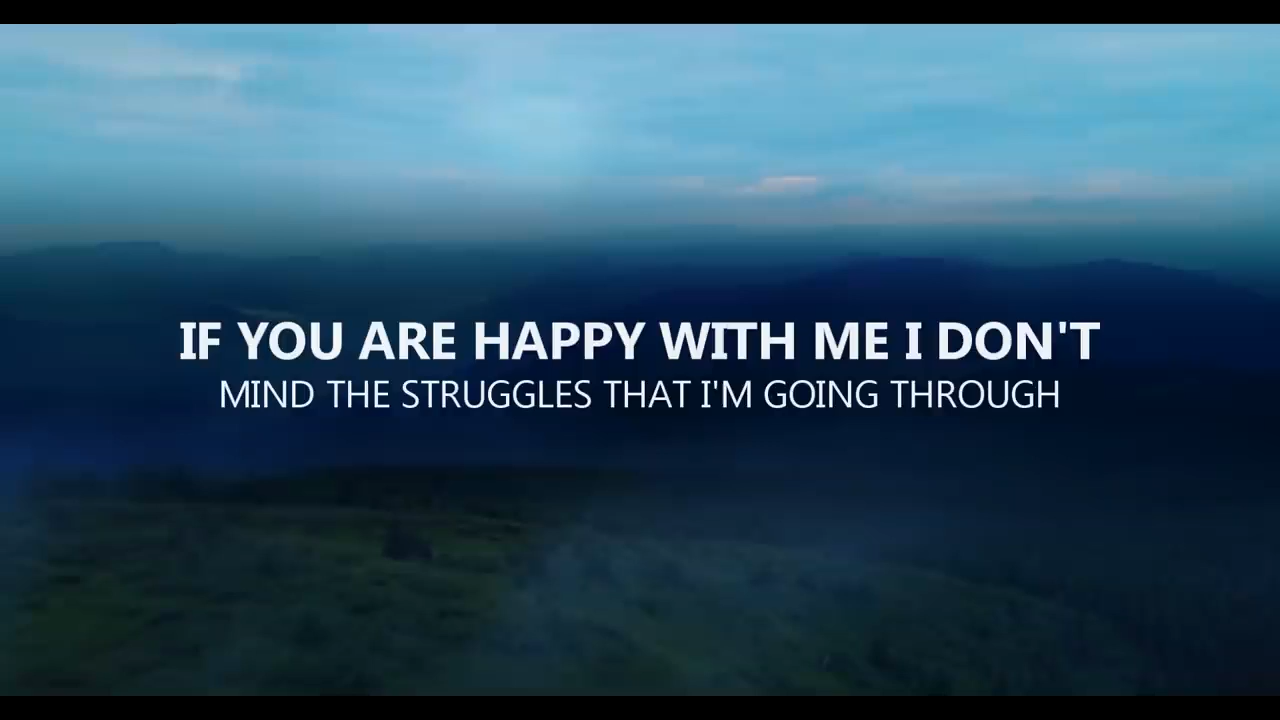 IF YOU ARE HAPPY WITH ME I DON'T
MIND THE STRUGGLES THAT I'M GOING THROUGH